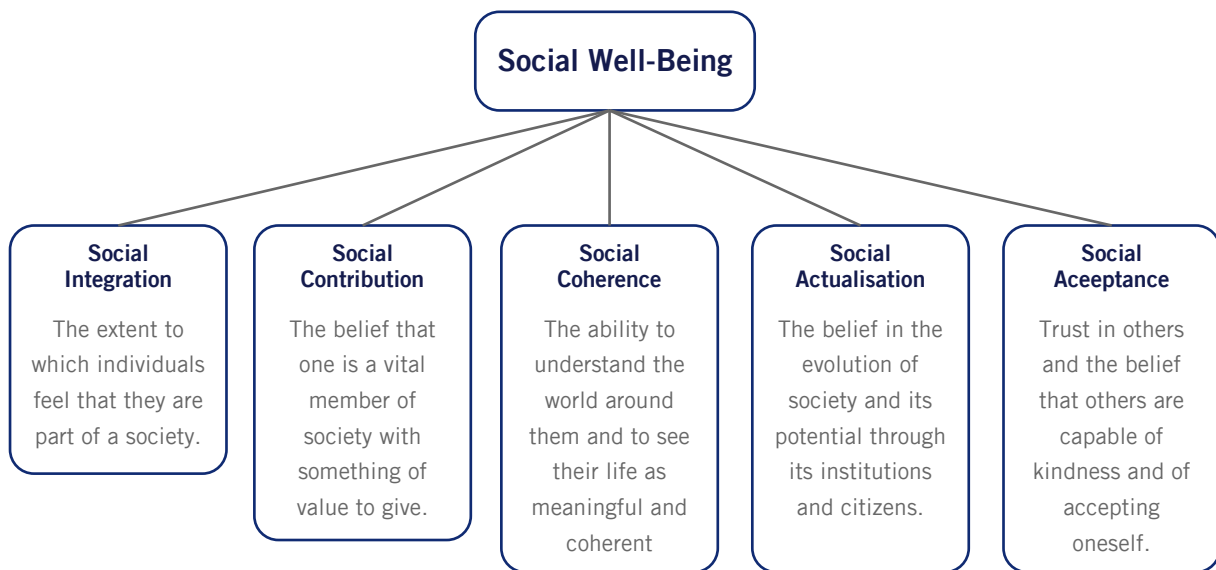 Social Well-Being
Social
Integration
The extent to
which individuals
feel that they are
part of a society.
Social
Contribution
The belief that
one is a vital
member of
society with
something of
value to give.
Social
Coherence
The ability to
understand the
world around
them and to see
their life as
meaningful and
coherent
Social
Actualisation
The belief in the
evolution of
society and its
potential through
its institutions
and citizens.
Social
Aceeptance
Trust in others
and the belief
that others are
capable of
kindness and of
accepting
oneself.